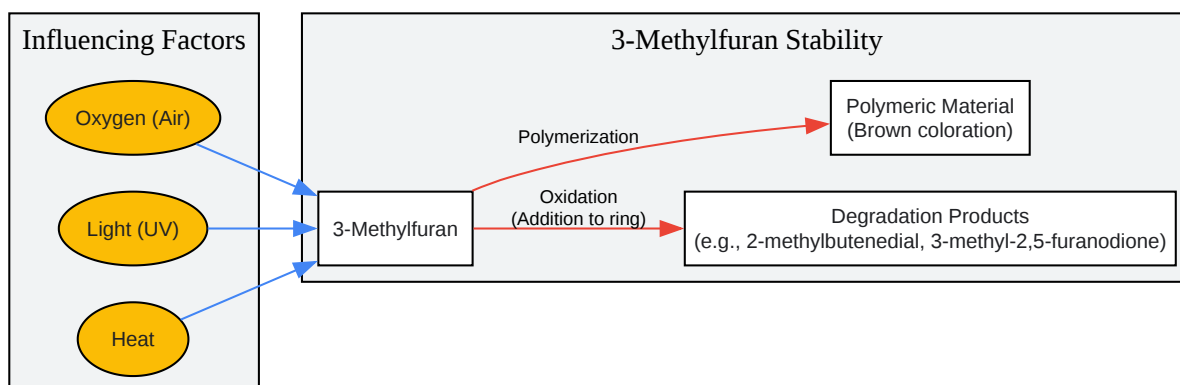 Influencing Factors
Oxygen (Air)
Light (UV)
Heat
3-Methylfuran Stability
3-Methylfuran
Polymerization
Oxidation
(Addition to ring)
Polymeric Material
(Brown coloration)
Degradation Products
(e.g., 2-methylbutenedial, 3-methyl-2,5-furanodione)